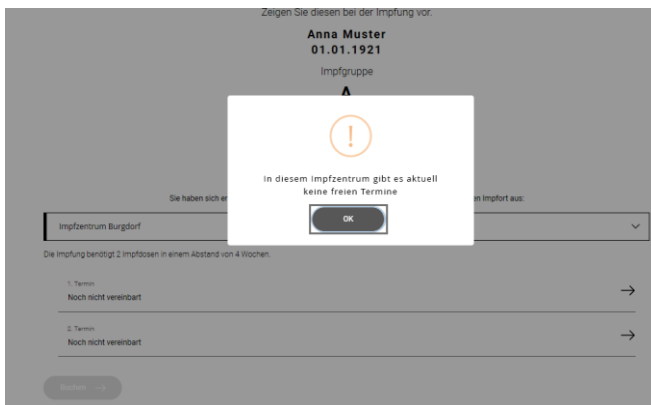 Zeigen Sie diesen bei der Impfung vor.
Anna Muster
01.01.1921
Impfgruppe
A
In diesem Impfzentrum gibt es aktuell
keine freien Termine
OK
Sie haben sich en Impfort aus:
Impfzentrum Burgdorf
Die Impfung benötigt 2 Impfdosen in einem Abstand von 4 Wochen.
1. Termin
Noch nicht vereinbart
2. Termin
Noch nicht vereinbart
Buchen